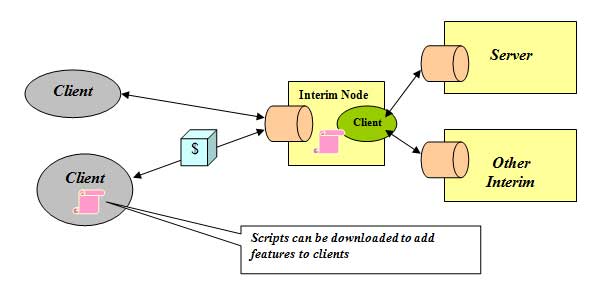 Server
Client
Interim Node
Client
$
Client
Other
Interim
Scripts can be downloaded to add
features to clients